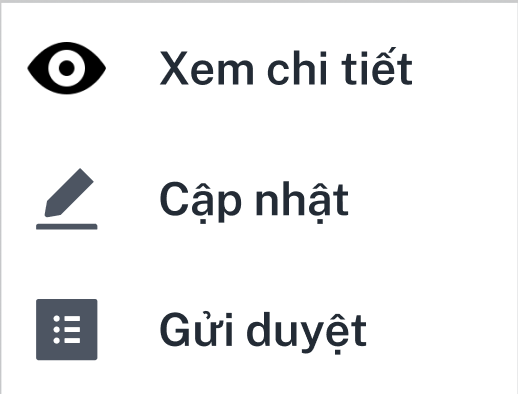 Xem chi tiết
Cập nhật
Gửi duyệt